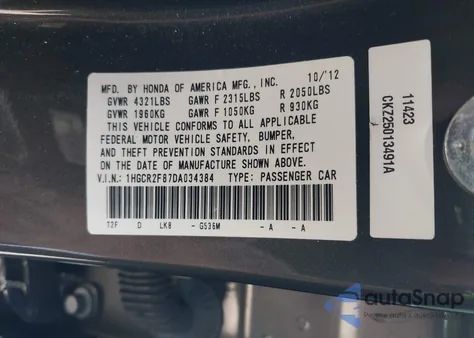 MFD. BY HONDA OF AMERICA MFG., INC. 10/'12
GVWR 4321LBS GAWR F 2315LBS R 2050LBS
GVWR 1960KG GAWR F 1050KG R 930KG
THIS VEHICLE CONFORMS TO ALL APPLICABLE
FEDERAL MOTOR VEHICLE SAFETY, BUMPER,
AND THEFT PREVENTION STANDARDS IN EFFECT
ON THE DATE OF MANUFACTURE SHOWN ABOVE.
V.I.N.: 1HGCR2F87DA034384 TYPE: PASSENGER CAR
T2F D LK8 - G536M - A - A
11423
CKZ25013491A
autoSnap